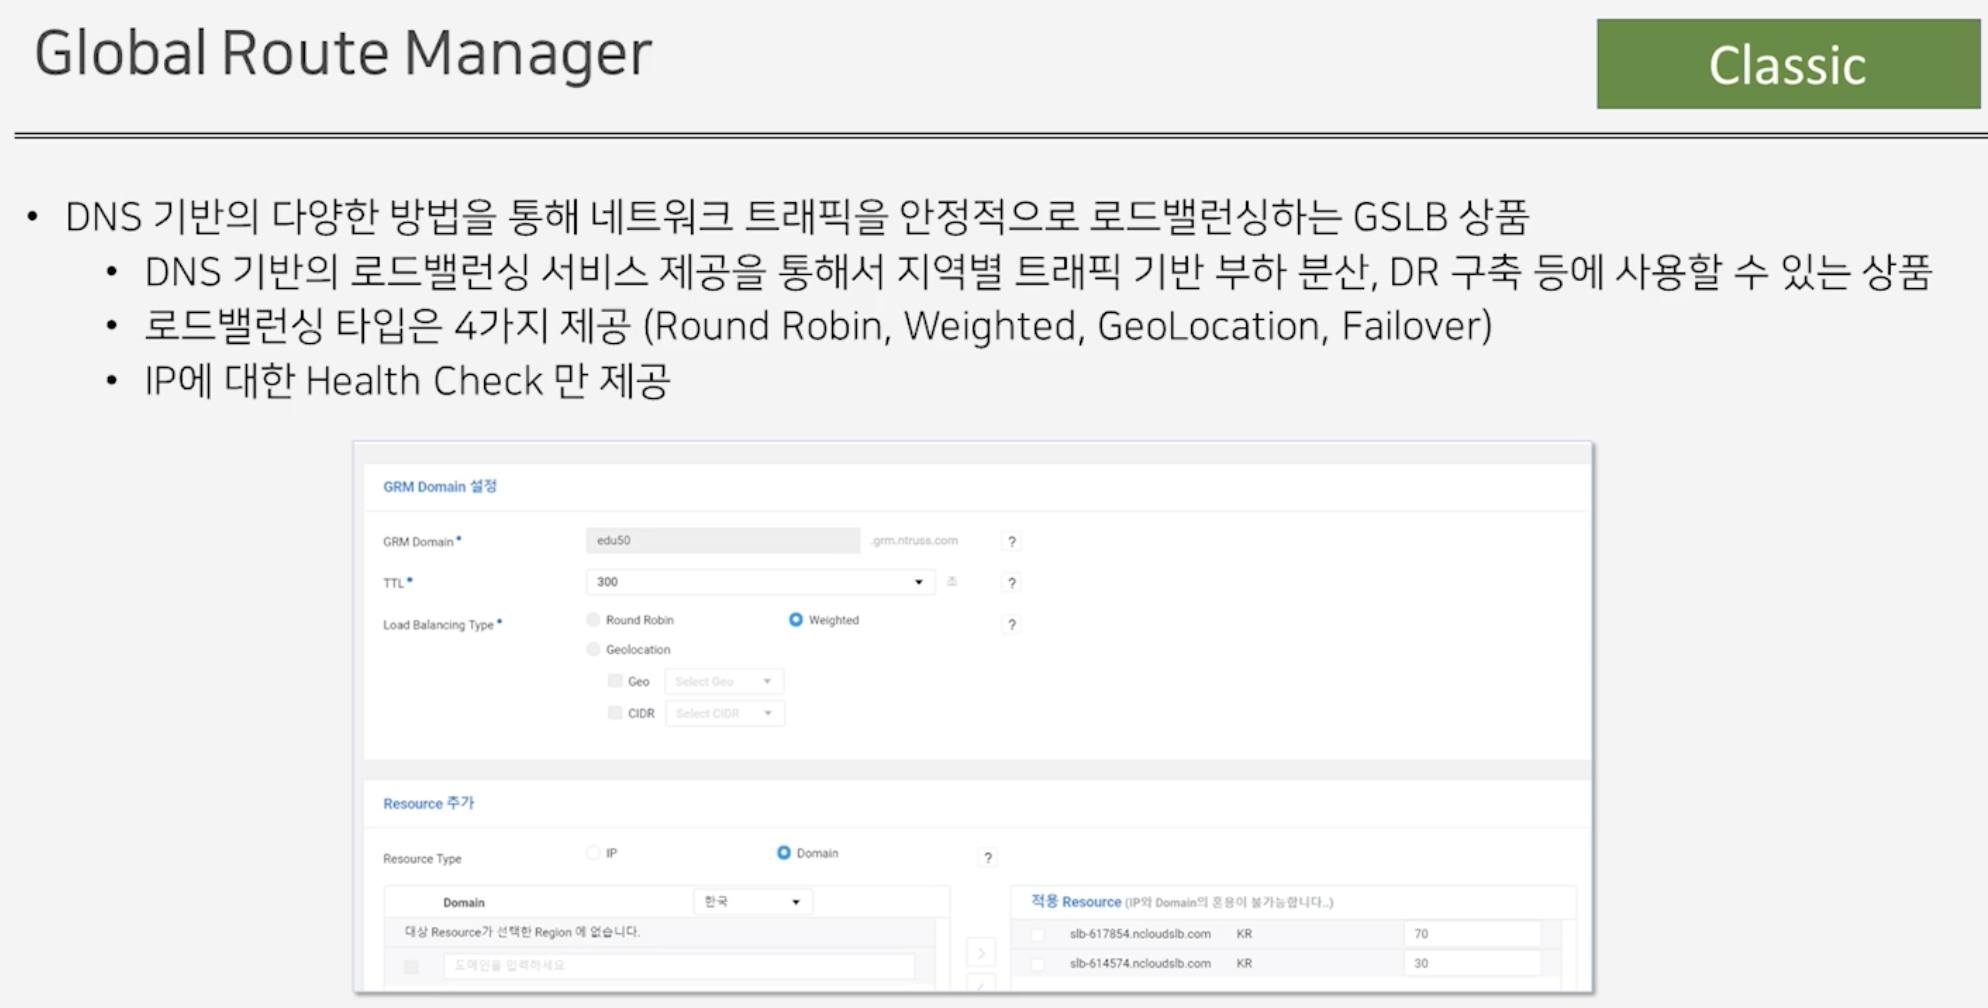 Global Route Manager
Classic
• DNS 기반의 다양한 방법을 통해 네트워크 트래픽을 안정적으로 로드밸런싱하는 GSLB 상품
• DNS 기반의 로드밸런싱 서비스 제공을 통해서 지역별 트래픽 기반 부하 분산, DR 구축 등에 사용할 수 있는 상품
• 로드밸런싱 타입은 4가지 제공 (Round Robin, Weighted, GeoLocation, Failover)
• IP에 대한 Health Check 만 제공
GRM Domain 설정
GRM Domain edu50 .grm.ntruss.com ?
TTL 300 초 ?
Load Balancing Type Round Robin Weighted ?
Geolocation
Geo Select Geo
CIDR Select CIDR
Resource 추가
Resource Type IP Domain ?
Domain 한국
적용 Resource (IP와 Domain의 혼용이 불가능합니다..)
대상 Resource가 선택한 Region 에 없습니다.
slb-617854.ncloudslb.com KR 70
도메인을 입력하세요
slb-614574.ncloudslb.com KR 30